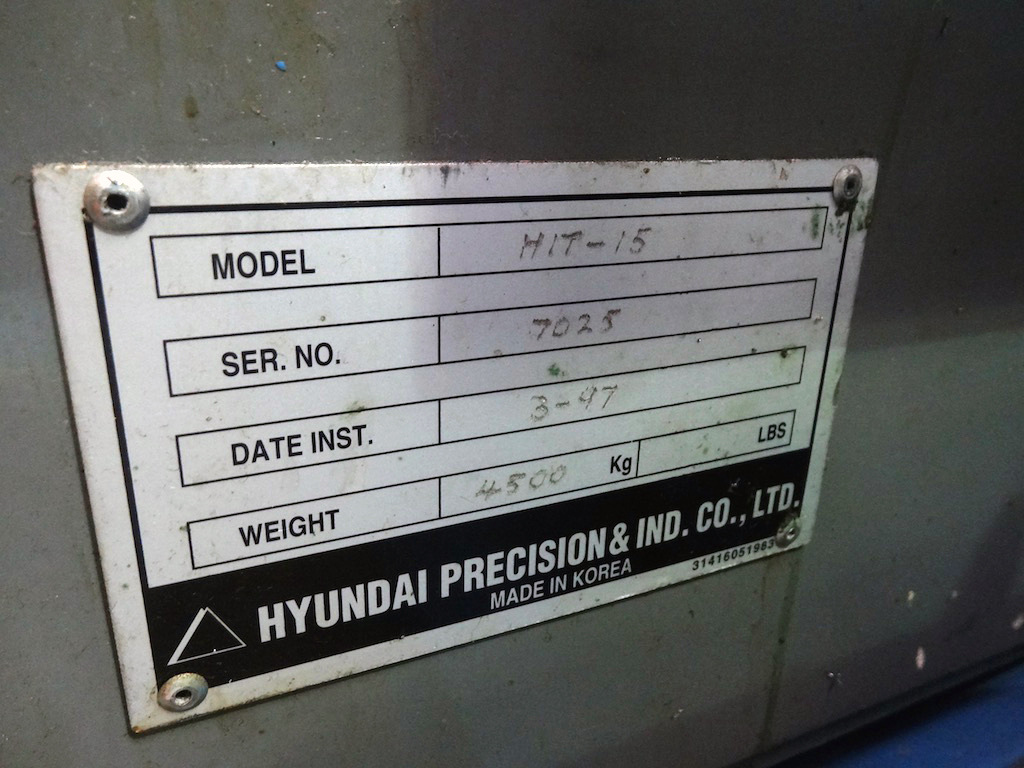 MODEL HIT-15
SER. NO. 7025
DATE INST. 3-97
WEIGHT 4500 Kg LBS
HYUNDAI PRECISION & IND. CO., LTD.
MADE IN KOREA
31416051983